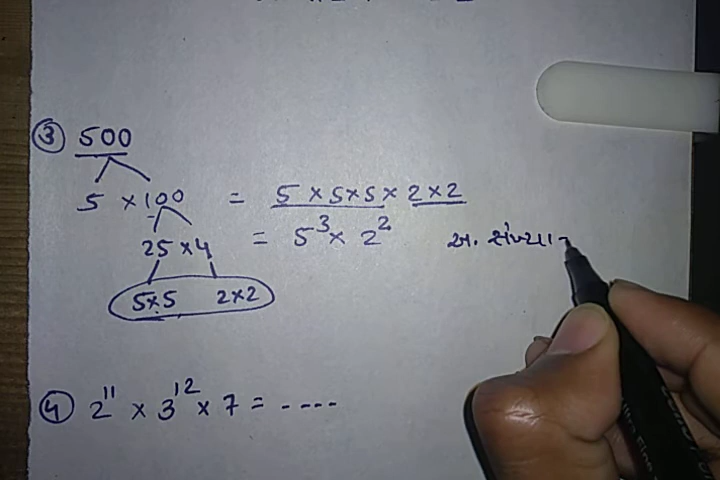 ③ 500
5 × 100 = 5 × 5 × 5 × 2 × 2
25 × 4 = 5³ × 2² અ. સંખ્યા -
5×5 2×2
④ 2¹¹ × 3¹² × 7 = ----